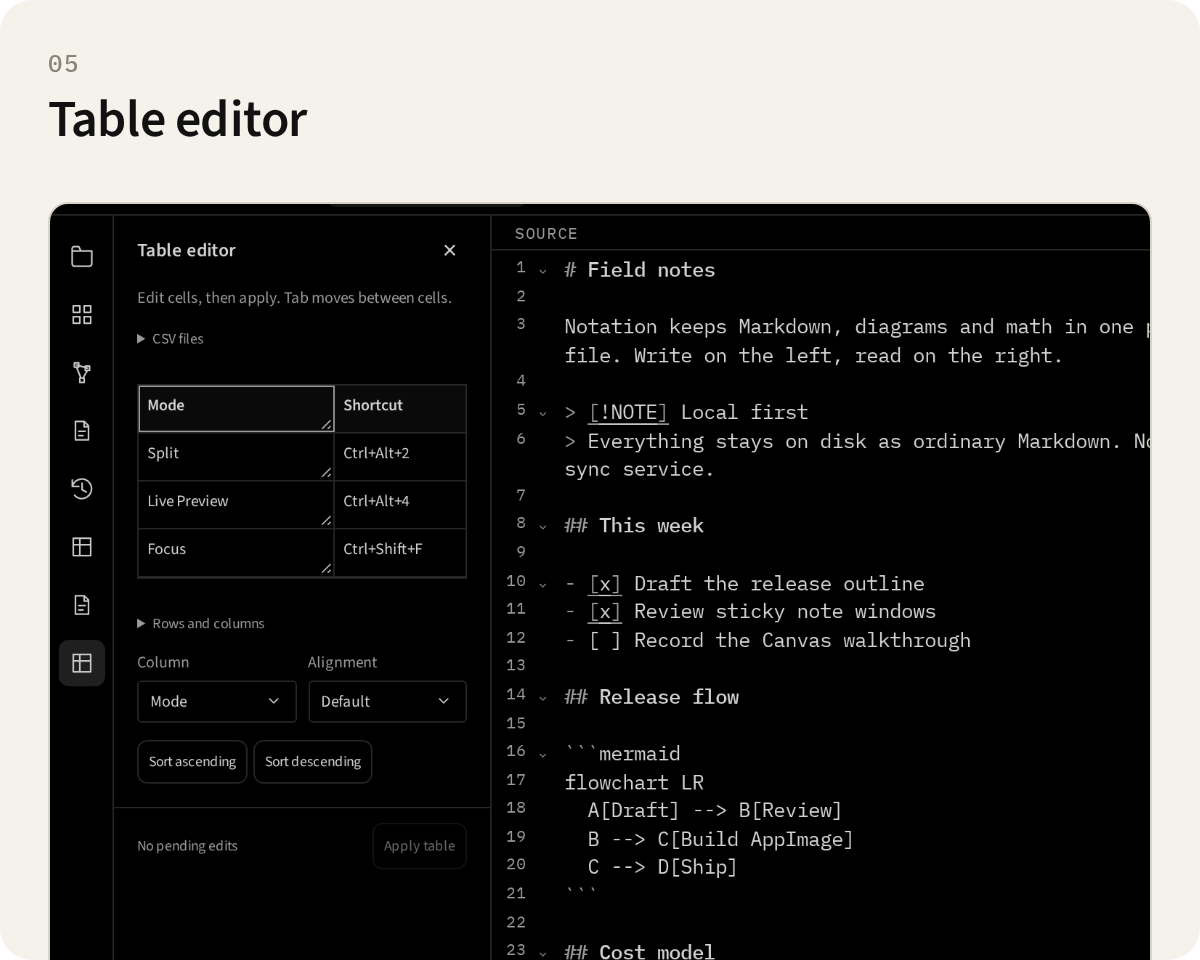 05
Table editor
Table editor
Edit cells, then apply. Tab moves between cells.
CSV files
Mode Shortcut
Split Ctrl+Alt+2
Live Preview Ctrl+Alt+4
Focus Ctrl+Shift+F
Rows and columns
Column Alignment
Mode Default
Sort ascending Sort descending
No pending edits Apply table
SOURCE
1 # Field notes
2
3 Notation keeps Markdown, diagrams and math in one
file. Write on the left, read on the right.
4
5 > [!NOTE] Local first
6 > Everything stays on disk as ordinary Markdown.
sync service.
7
8 ## This week
9
10 - [x] Draft the release outline
11 - [x] Review sticky note windows
12 - [ ] Record the Canvas walkthrough
13
14 ## Release flow
15
16 ```mermaid
17 flowchart LR
18 A[Draft] --> B[Review]
19 B --> C[Build AppImage]
20 C --> D[Ship]
21 ```
22
23 ## Cost model